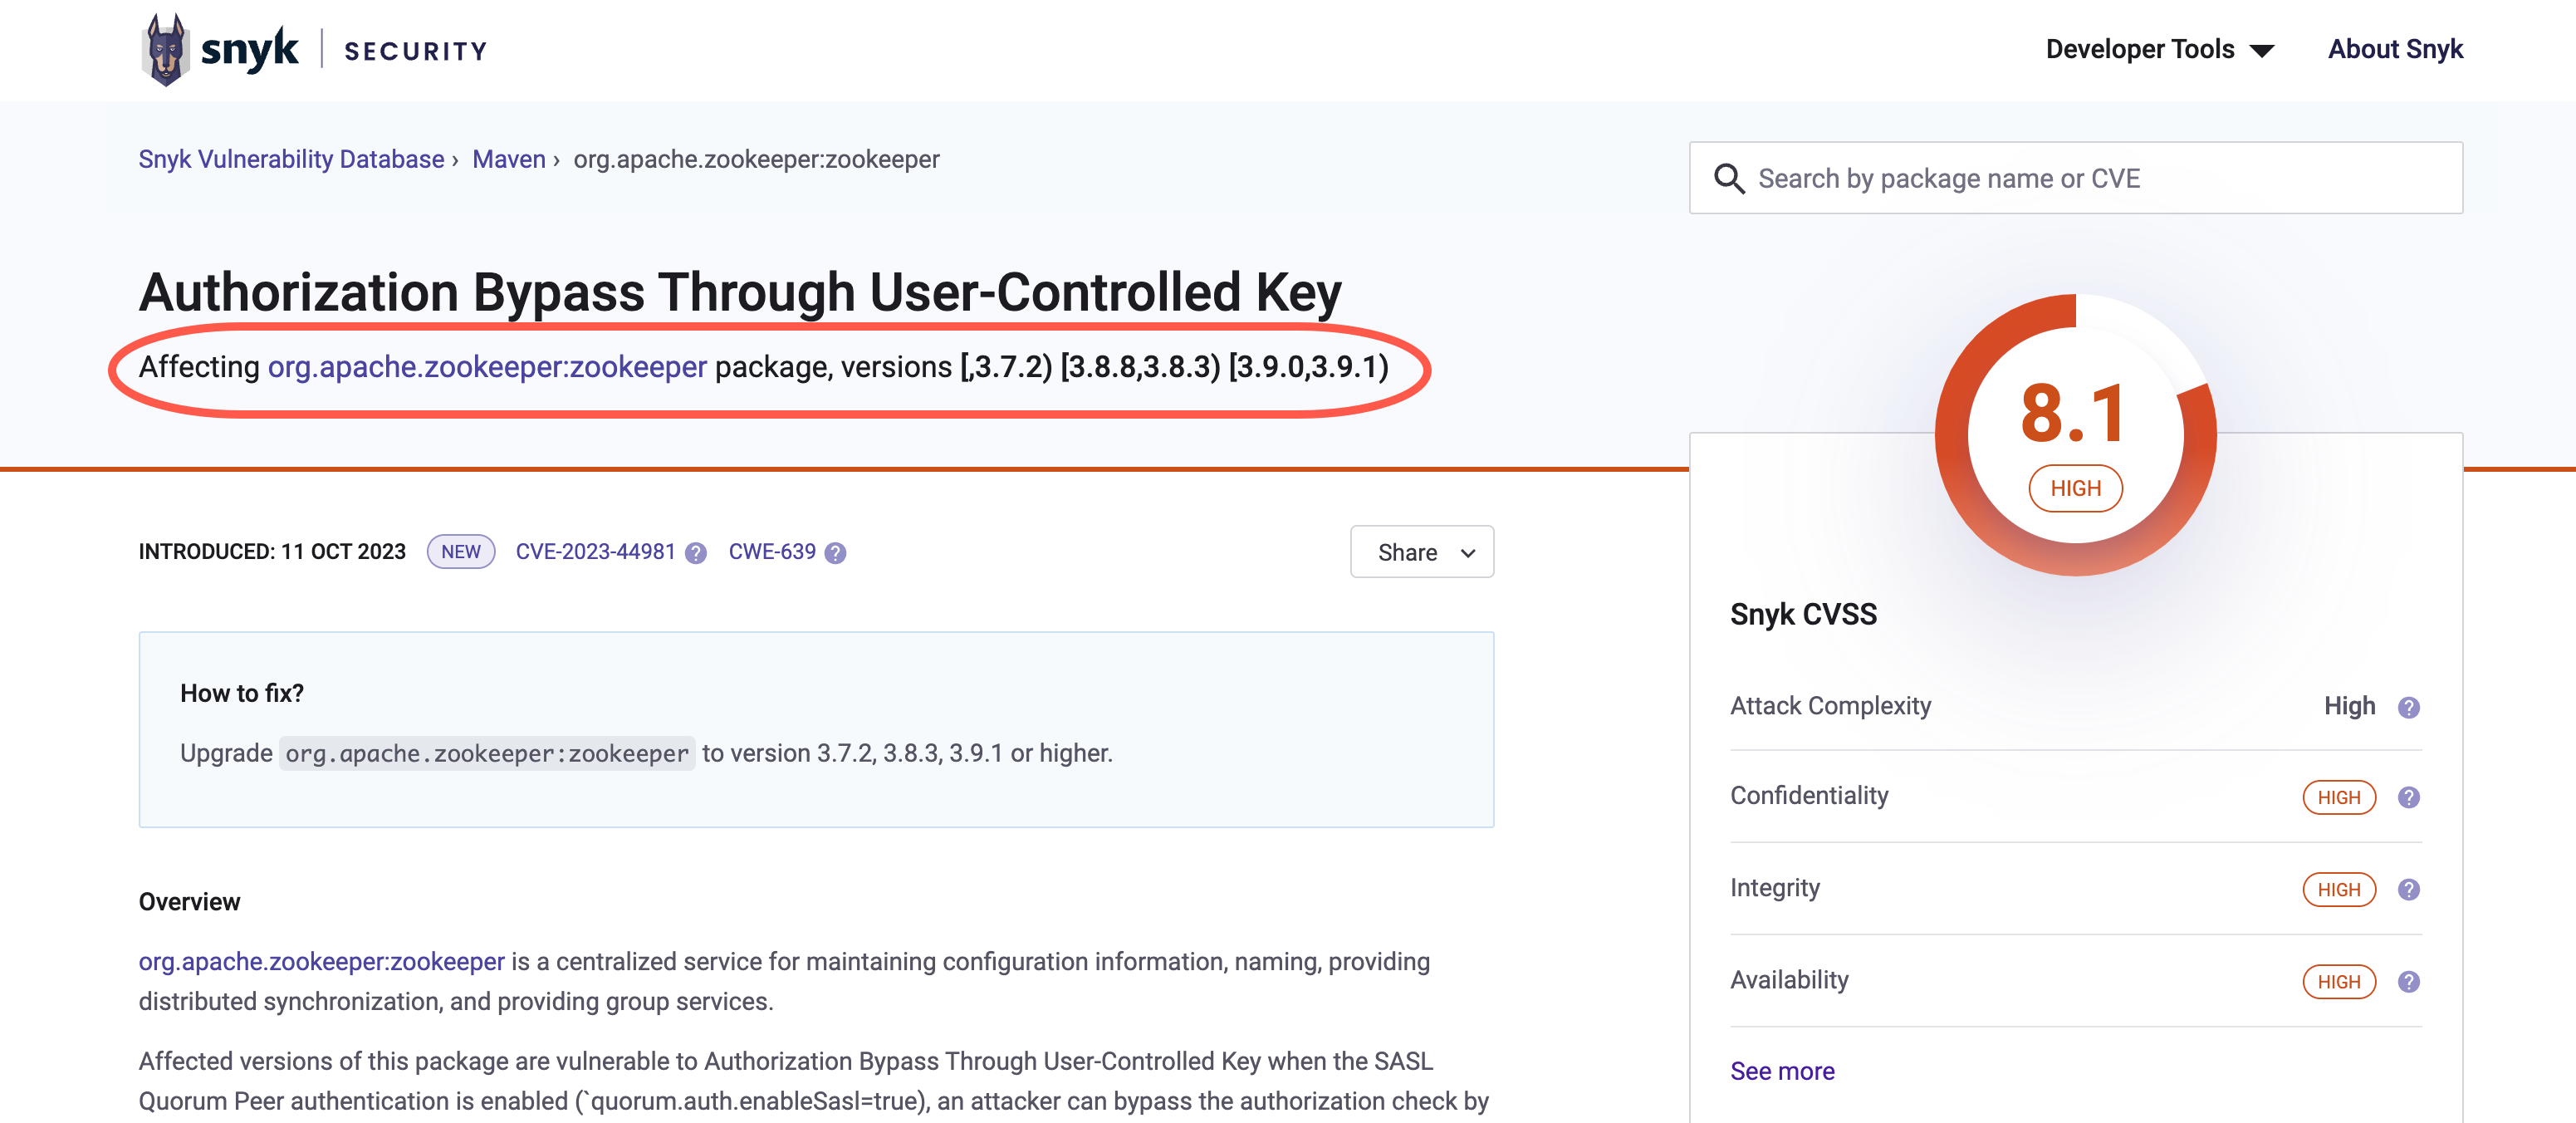 snyk | SECURITY
Developer Tools
About Snyk
Snyk Vulnerability Database › Maven › org.apache.zookeeper:zookeeper
Search by package name or CVE
Authorization Bypass Through User-Controlled Key
Affecting org.apache.zookeeper:zookeeper package, versions [,3.7.2) [3.8.8,3.8.3) [3.9.0,3.9.1)
8.1
HIGH
INTRODUCED: 11 OCT 2023 NEW CVE-2023-44981 ? CWE-639 ?
Share
How to fix?
Upgrade org.apache.zookeeper:zookeeper to version 3.7.2, 3.8.3, 3.9.1 or higher.
Overview
org.apache.zookeeper:zookeeper is a centralized service for maintaining configuration information, naming, providing
distributed synchronization, and providing group services.
Affected versions of this package are vulnerable to Authorization Bypass Through User-Controlled Key when the SASL
Quorum Peer authentication is enabled (`quorum.auth.enableSasl=true), an attacker can bypass the authorization check by
Snyk CVSS
Attack Complexity High ?
Confidentiality HIGH ?
Integrity HIGH ?
Availability HIGH ?
See more